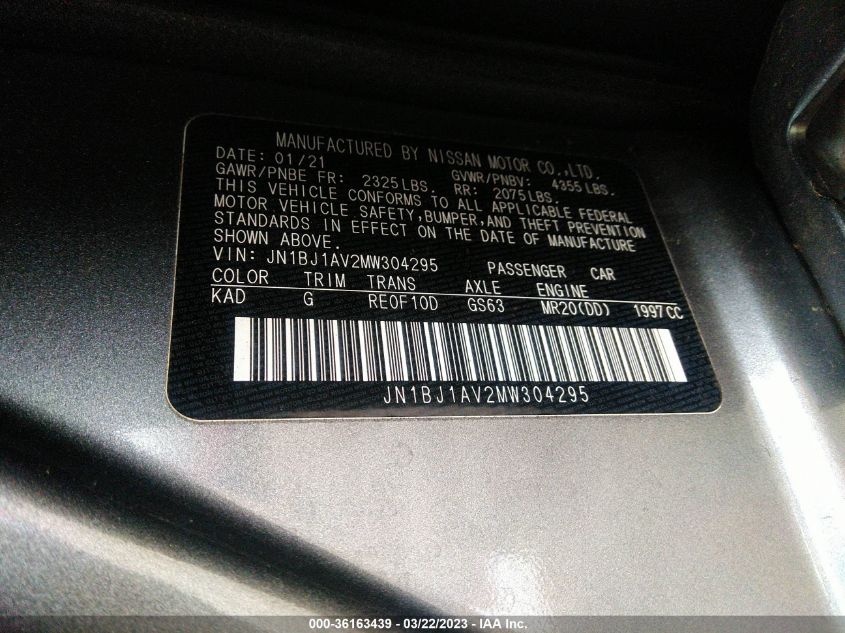 MANUFACTURED BY NISSAN MOTOR CO.,LTD.
DATE: 01/21
GAWR/PNBE FR: 2325LBS. GVWR/PNBV: 4355 LBS.
RR: 2075LBS.
THIS VEHICLE CONFORMS TO ALL APPLICABLE FEDERAL
MOTOR VEHICLE SAFETY,BUMPER,AND THEFT PREVENTION
STANDARDS IN EFFECT ON THE DATE OF MANUFACTURE
SHOWN ABOVE.
VIN: JN1BJ1AV2MW304295 PASSENGER CAR
COLOR TRIM TRANS AXLE ENGINE
KAD G REOF10D GS63 MR20(DD) 1997CC
JN1BJ1AV2MW304295
000-36163439 - 03/22/2023 - IAA Inc.